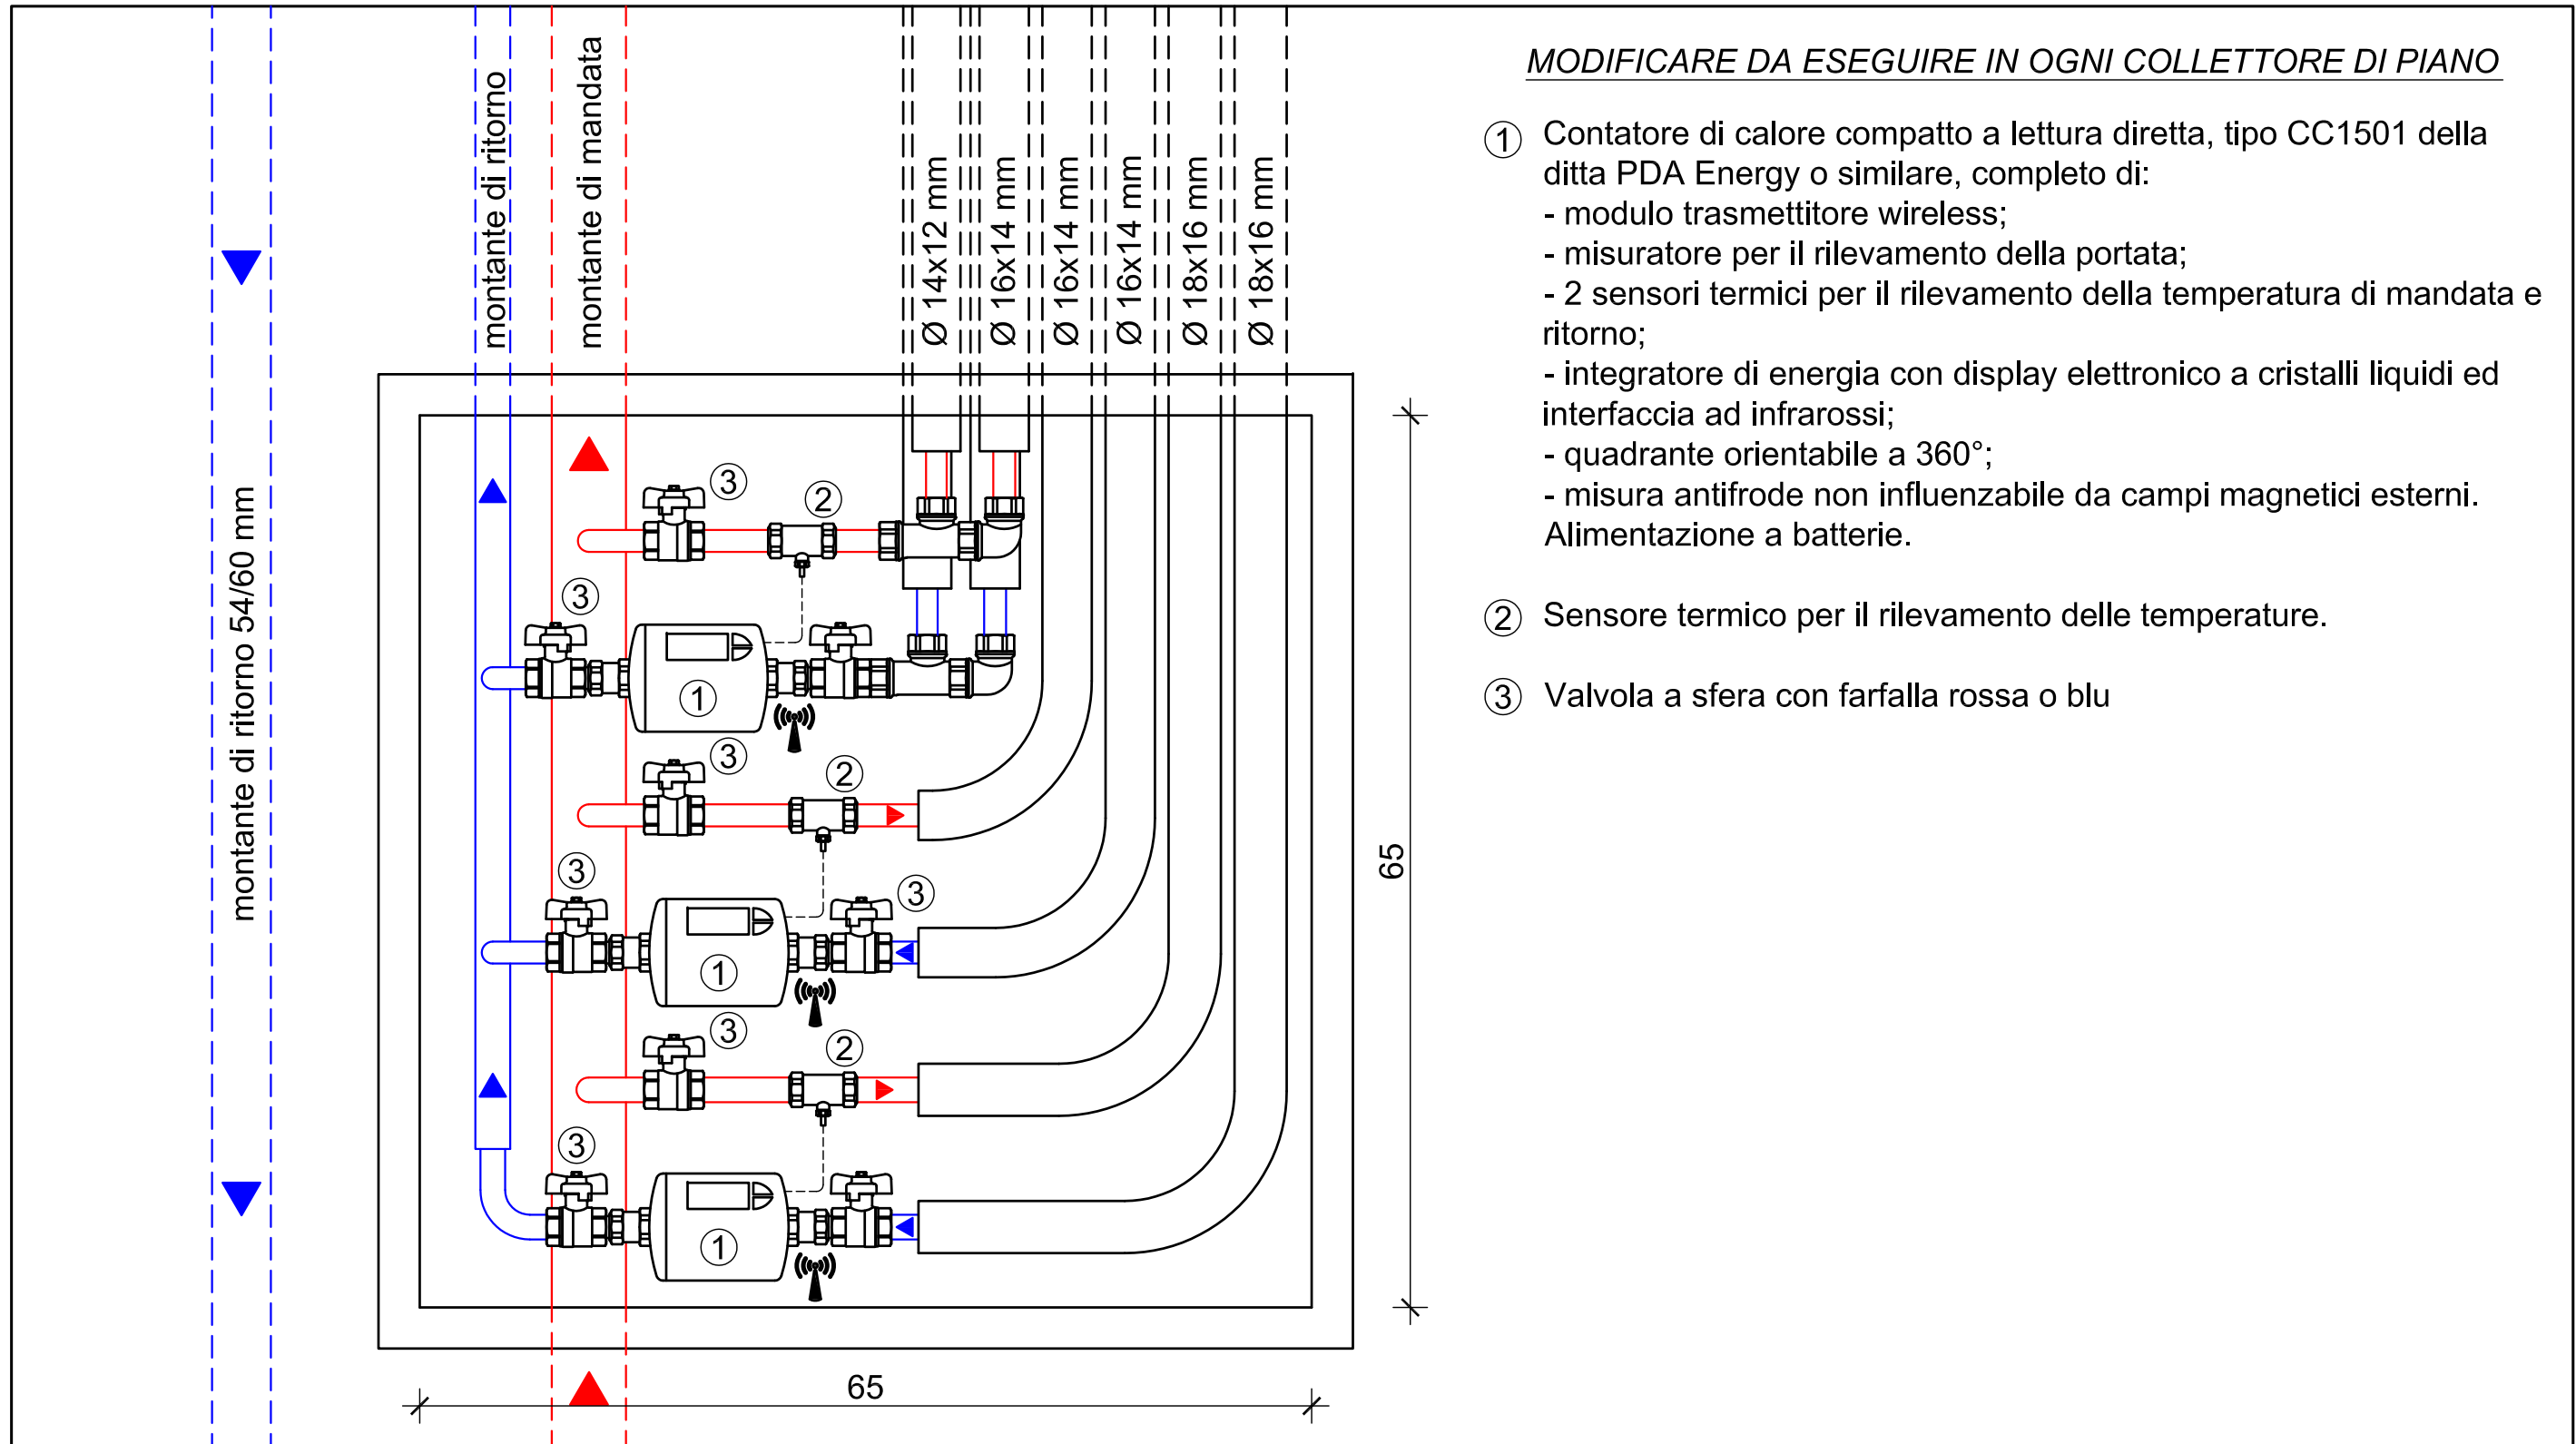 MODIFICARE DA ESEGUIRE IN OGNI COLLETTORE DI PIANO
1 Contatore di calore compatto a lettura diretta, tipo CC1501 della
ditta PDA Energy o similare, completo di:
- modulo trasmettitore wireless;
- misuratore per il rilevamento della portata;
- 2 sensori termici per il rilevamento della temperatura di mandata e
ritorno;
- integratore di energia con display elettronico a cristalli liquidi ed
interfaccia ad infrarossi;
- quadrante orientabile a 360°;
- misura antifrode non influenzabile da campi magnetici esterni.
Alimentazione a batterie.
2 Sensore termico per il rilevamento delle temperature.
3 Valvola a sfera con farfalla rossa o blu
montante di ritorno 54/60 mm
montante di ritorno
montante di mandata
Ø 14x12 mm
Ø 16x14 mm
Ø 16x14 mm
Ø 16x14 mm
Ø 18x16 mm
Ø 18x16 mm
3
2
3
1
3
2
3
3
1
3
2
3
1
65
65